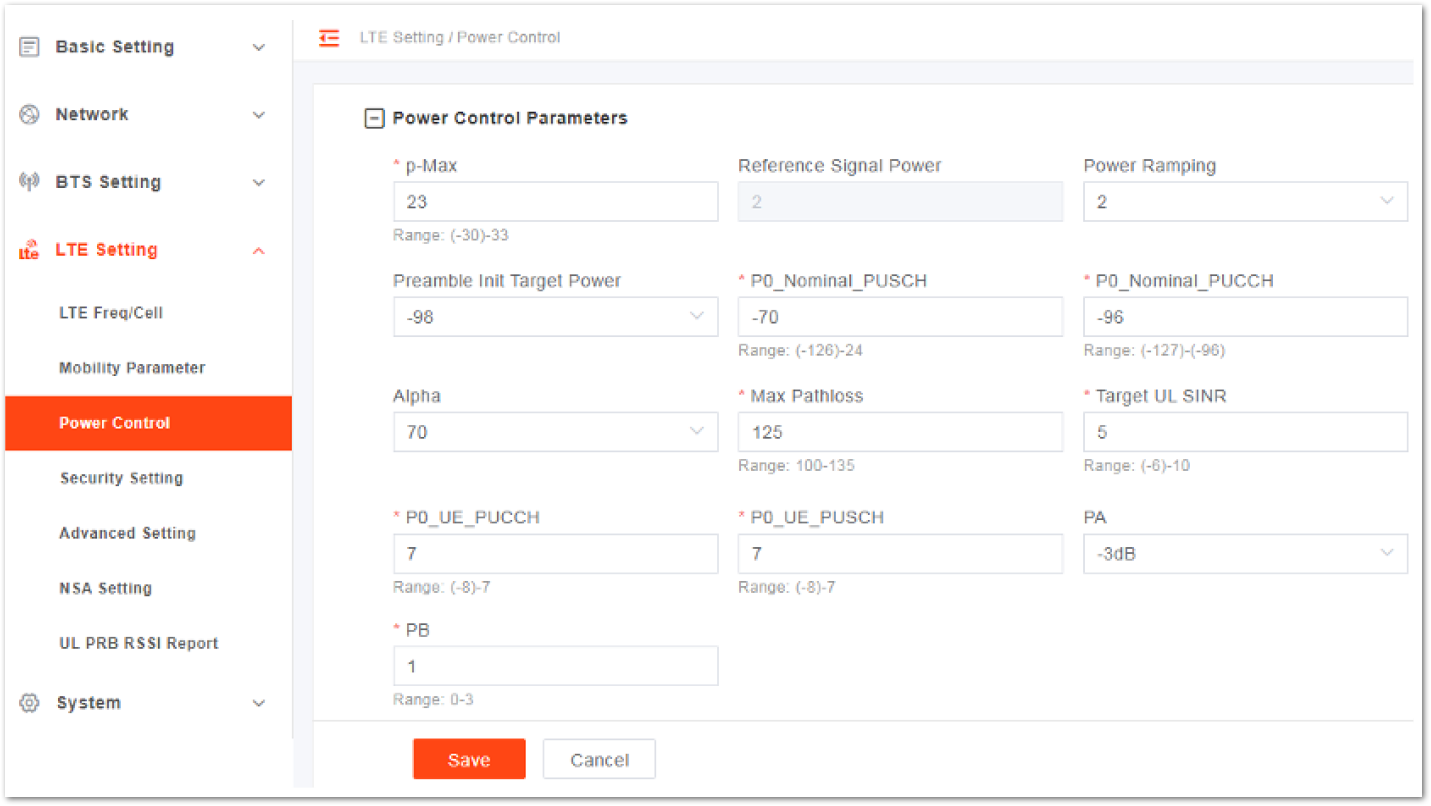 Basic Setting
Network
BTS Setting
lte LTE Setting
LTE Freq/Cell
Mobility Parameter
Power Control
Security Setting
Advanced Setting
NSA Setting
UL PRB RSSI Report
System
LTE Setting / Power Control
Power Control Parameters
* p-Max
23
Range: (-30)-33
Reference Signal Power
2
Power Ramping
2
Preamble Init Target Power
-98
* P0_Nominal_PUSCH
-70
Range: (-126)-24
* P0_Nominal_PUCCH
-96
Range: (-127)-(-96)
Alpha
70
* Max Pathloss
125
Range: 100-135
* Target UL SINR
5
Range: (-6)-10
* P0_UE_PUCCH
7
Range: (-8)-7
* P0_UE_PUSCH
7
Range: (-8)-7
PA
-3dB
* PB
1
Range: 0-3
Save
Cancel